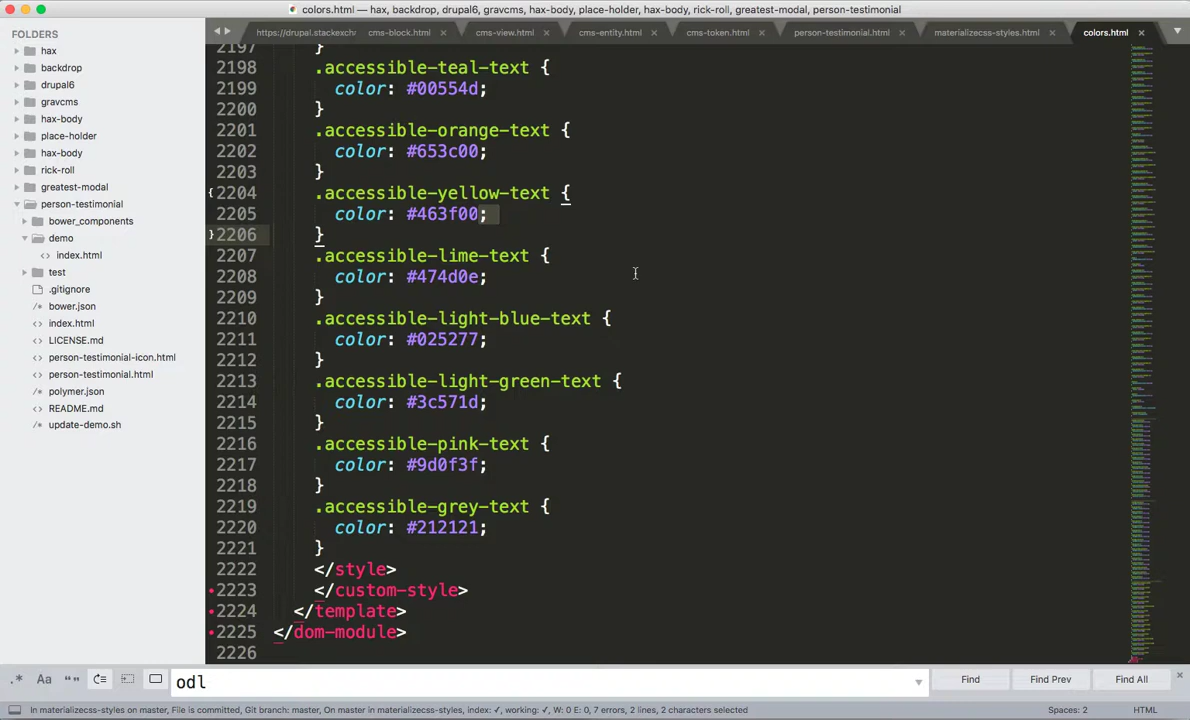 colors.html — hax, backdrop, drupal6, gravcms, hax-body, place-holder, hax-body, rick-roll, greatest-modal, person-testimonial
https://drupal.stackexch
cms-block.html
cms-view.html
cms-entity.html
cms-token.html
person-testimonial.html
materializecss-styles.html
colors.html
FOLDERS
hax
backdrop
drupal6
gravcms
hax-body
place-holder
hax-body
rick-roll
greatest-modal
person-testimonial
bower_components
demo
<> index.html
test
.gitignore
/* bower.json
<> index.html
LICENSE.md
<> person-testimonial-icon.html
<> person-testimonial.html
/* polymer.json
<> README.md
/* update-demo.sh
2197 }
2198 .accessible-teal-text {
2199 color: #00554d;
2200 }
2201 .accessible-orange-text {
2202 color: #653c00;
2203 }
{ 2204 .accessible-yellow-text {
2205 color: #463f00;
} 2206 }
2207 .accessible-lime-text {
2208 color: #474d0e;
2209 }
2210 .accessible-light-blue-text {
2211 color: #025277;
2212 }
2213 .accessible-light-green-text {
2214 color: #3c571d;
2215 }
2216 .accessible-pink-text {
2217 color: #9d0f3f;
2218 }
2219 .accessible-grey-text {
2220 color: #212121;
2221 }
2222 </style>
2223 </custom-style>
2224 </template>
2225 </dom-module>
2226
.* Aa “”
odl
Find
Find Prev
Find All
In materializecss-styles on master, File is committed, Git branch: master, On master in materializecss-styles, index: ✓, working: ✓, W: 0 E: 0, 7 errors, 2 lines, 2 characters selected
Spaces: 2
HTML